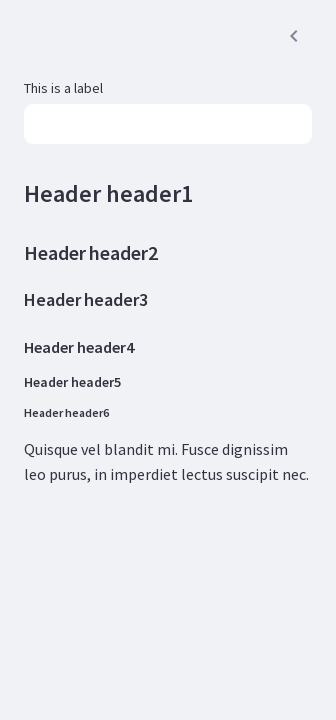 This is a label
Header header1
Header header2
Header header3
Header header4
Header header5
Header header6
Quisque vel blandit mi. Fusce dignissim
leo purus, in imperdiet lectus suscipit nec.